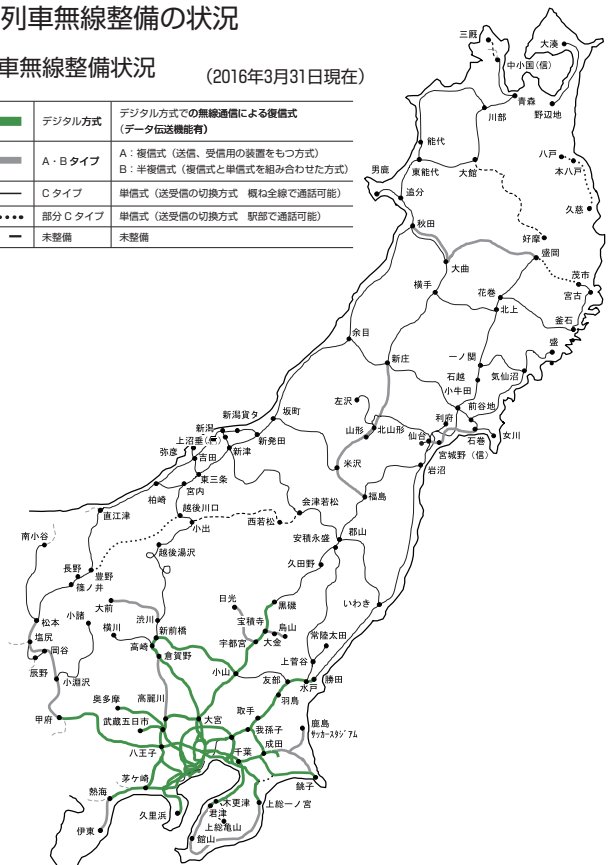 列車無線整備の状況
車無線整備状況
(2016年3月31日現在)
デジタル方式
デジタル方式での無線通信による復信式
(データ伝送機能有)
A・Bタイプ
A:複信式(送信、受信用の装置をもつ方式)
B:半複信式(複信式と単信式を組み合わせた方式)
Cタイプ
単信式(送受信の切換方式 概ね全線で通話可能)
部分Cタイプ
単信式(送受信の切換方式 駅部で通話可能)
未整備
未整備
三厩
大湊
中小国(信)
青森
川部
野辺地
能代
八戸
男鹿
東能代
大館
本八戸
追分
久慈
秋田
好摩
盛岡
大曲
茂市
横手
花巻
宮古
北上
釜石
余目
盛
新庄
一ノ関
石越
気仙沼
左沢
小牛田
前谷地
新潟貨タ
坂町
利府
新潟
山形
北山形
仙台
石巻
女川
上沼垂(信)
新発田
宮城野(信)
弥彦
吉田
新津
米沢
岩沼
東三条
柏崎
宮内
会津若松
福島
直江津
越後川口
西若松
小出
安積永盛
郡山
南小谷
越後湯沢
久田野
長野
豊野
篠ノ井
日光
黒磯
いわき
大前
小諸
宝積寺
松本
横川
渋川
烏山
新前橋
常陸太田
塩尻
宇都宮
大金
高崎
岡谷
倉賀野
上菅谷
辰野
小山
友部
水戸
勝田
小淵沢
奥多摩
高麗川
羽鳥
大宮
取手
甲府
武蔵五日市
我孫子
鹿島
サッカースタジアム
成田
八王子
千葉
茅ケ崎
銚子
熱海
木更津
久里浜
君津
上総一ノ宮
上総亀山
伊東
館山